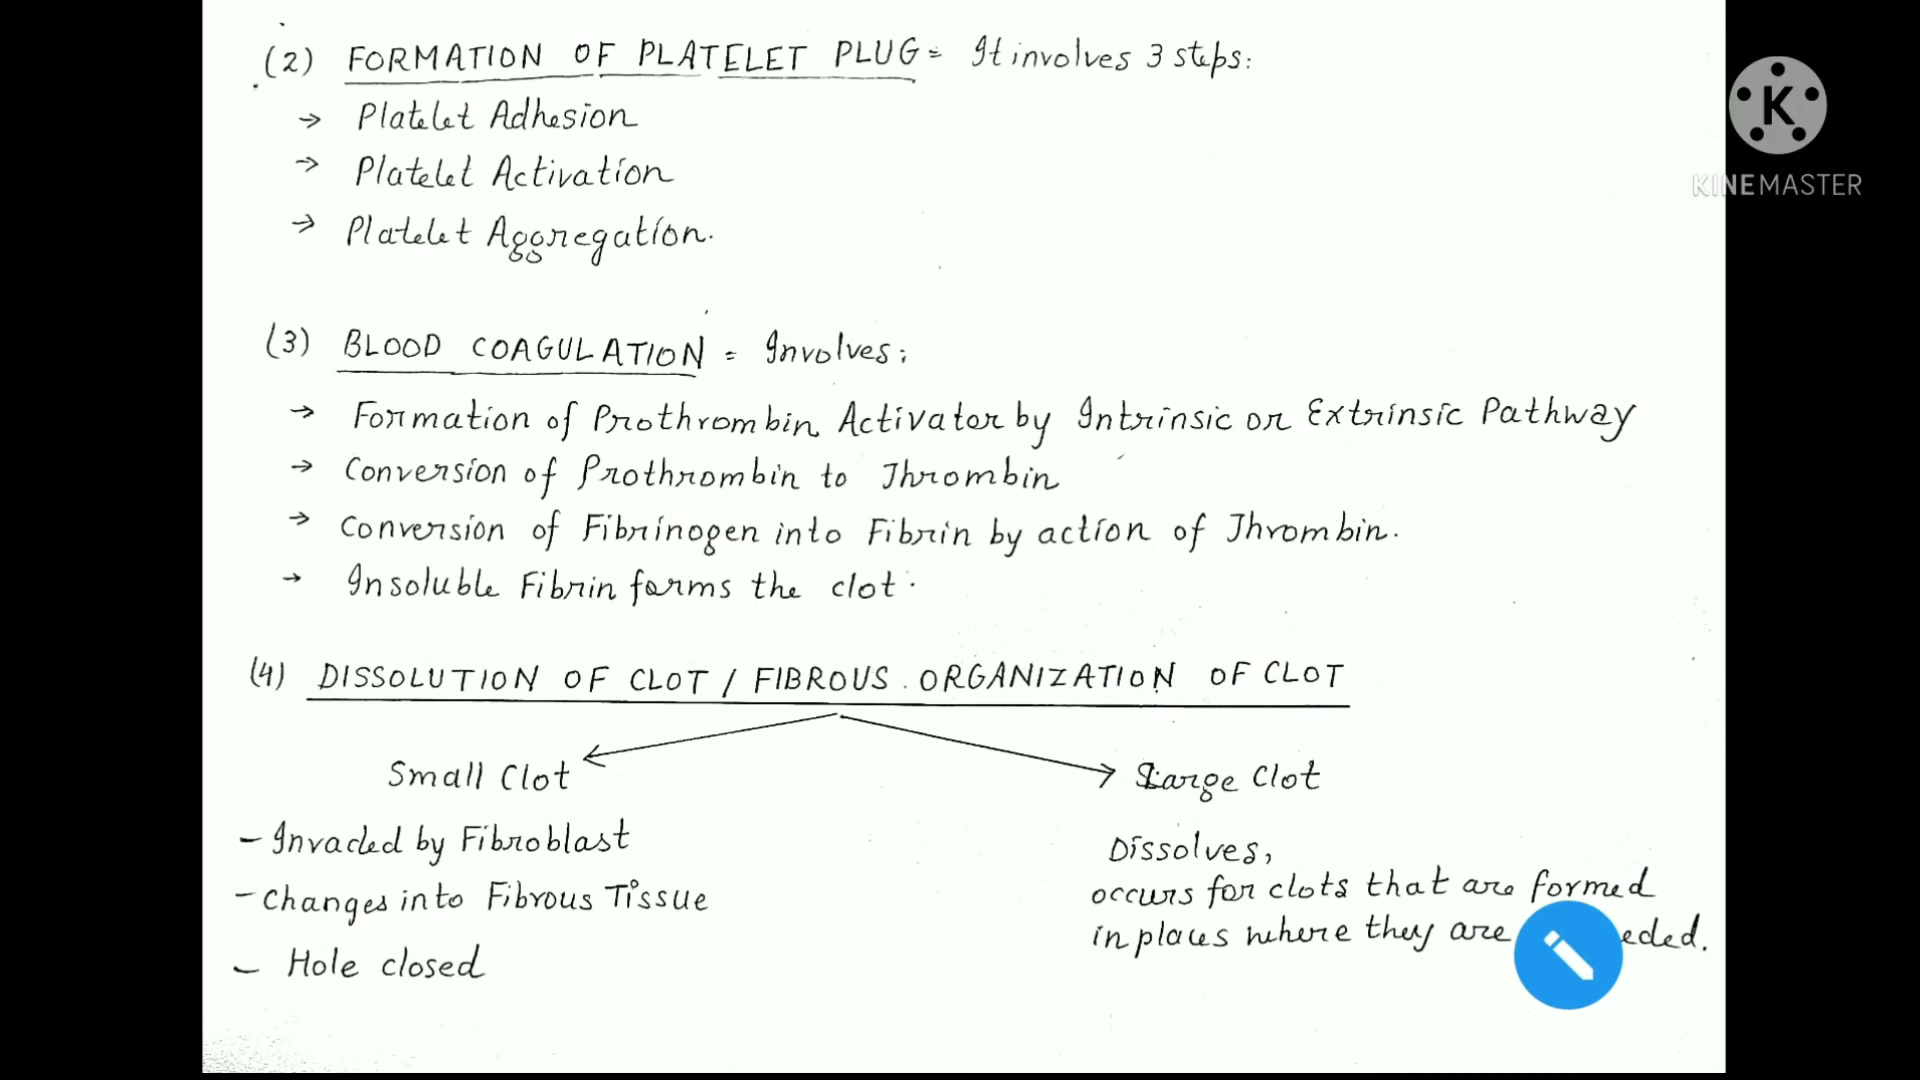 (2) FORMATION OF PLATELET PLUG = It involves 3 steps:
→ Platelet Adhesion
→ Platelet Activation
→ Platelet Aggregation.
(3) BLOOD COAGULATION = Involves:
→ Formation of Prothrombin Activator by Intrinsic or Extrinsic Pathway
→ Conversion of Prothrombin to Thrombin
→ Conversion of Fibrinogen into Fibrin by action of Thrombin.
→ Insoluble Fibrin forms the clot.
(4) DISSOLUTION OF CLOT / FIBROUS ORGANIZATION OF CLOT
Small Clot
- Invaded by Fibroblast
- Changes into Fibrous Tissue
- Hole closed
Large Clot
Dissolves,
occurs for clots that are formed
in places where they are
K
KINEMASTER